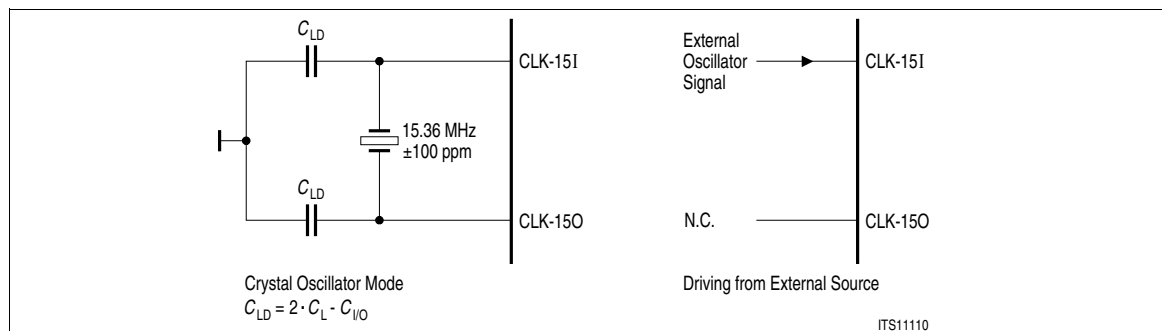 C_LD
CLK-15I
15.36 MHz
±100 ppm
C_LD
CLK-15O
Crystal Oscillator Mode
C_LD = 2 · C_L - C_I/O
External
Oscillator
Signal
CLK-15I
N.C.
CLK-15O
Driving from External Source
ITS11110